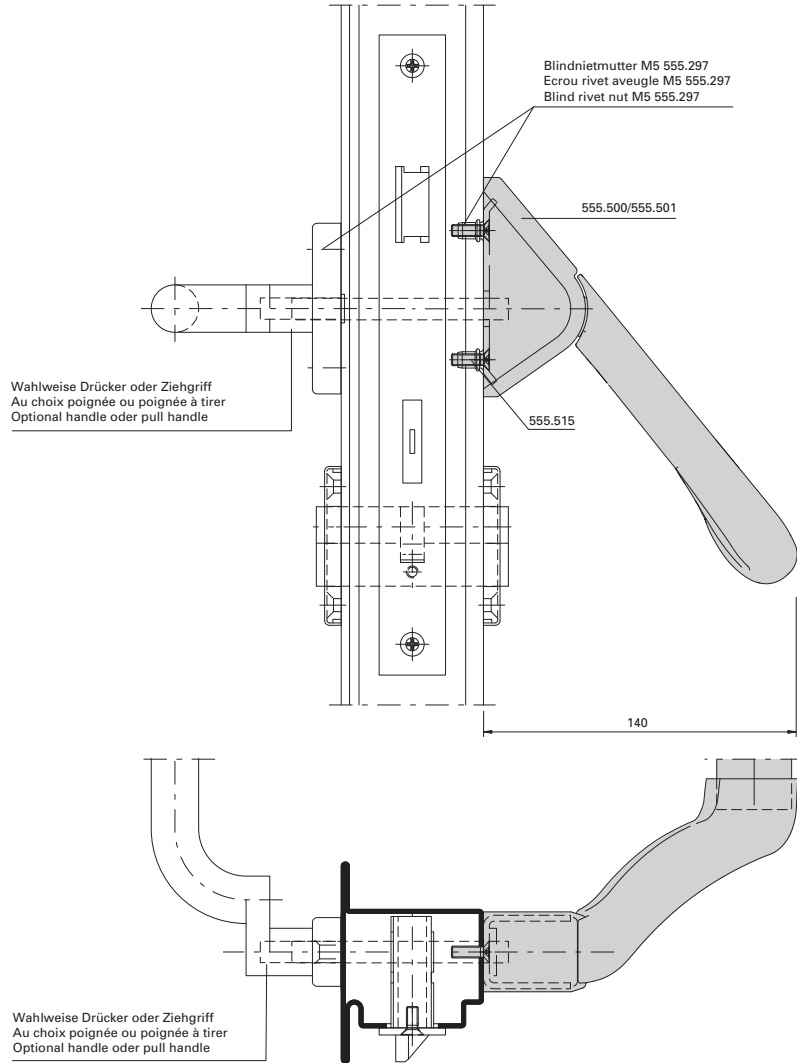 Blindnietmutter M5 555.297
Ecrou rivet aveugle M5 555.297
Blind rivet nut M5 555.297
555.500/555.501
Wahlweise Drücker oder Ziehgriff
Au choix poignée ou poignée à tirer
Optional handle oder pull handle
555.515
140
Wahlweise Drücker oder Ziehgriff
Au choix poignée ou poignée à tirer
Optional handle oder pull handle